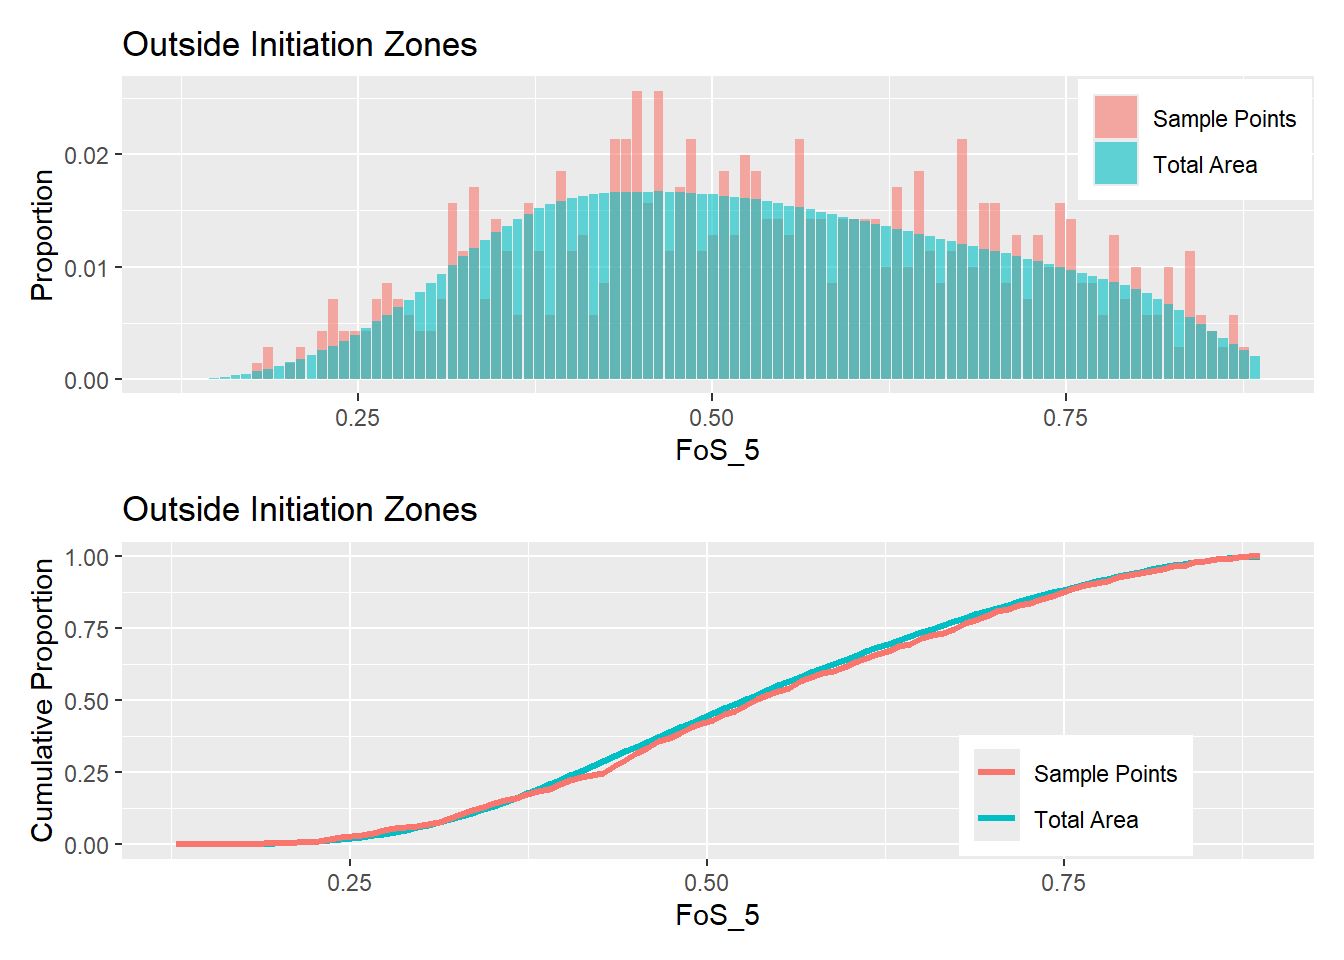 Outside Initiation Zones
Sample Points
Total Area
Proportion
0.02
0.01
0.00
0.25 0.50 0.75
FoS_5
Outside Initiation Zones
Cumulative Proportion
1.00
0.75
0.50
0.25
0.00
Sample Points
Total Area
0.25 0.50 0.75
FoS_5